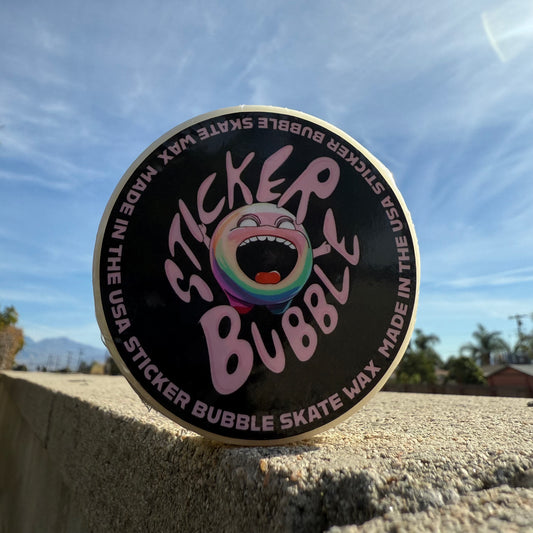 STICKER
BUBBLE
MADE IN THE USA STICKER BUBBLE SKATE WAX MADE IN THE USA STICKER BUBBLE SKATE WAX